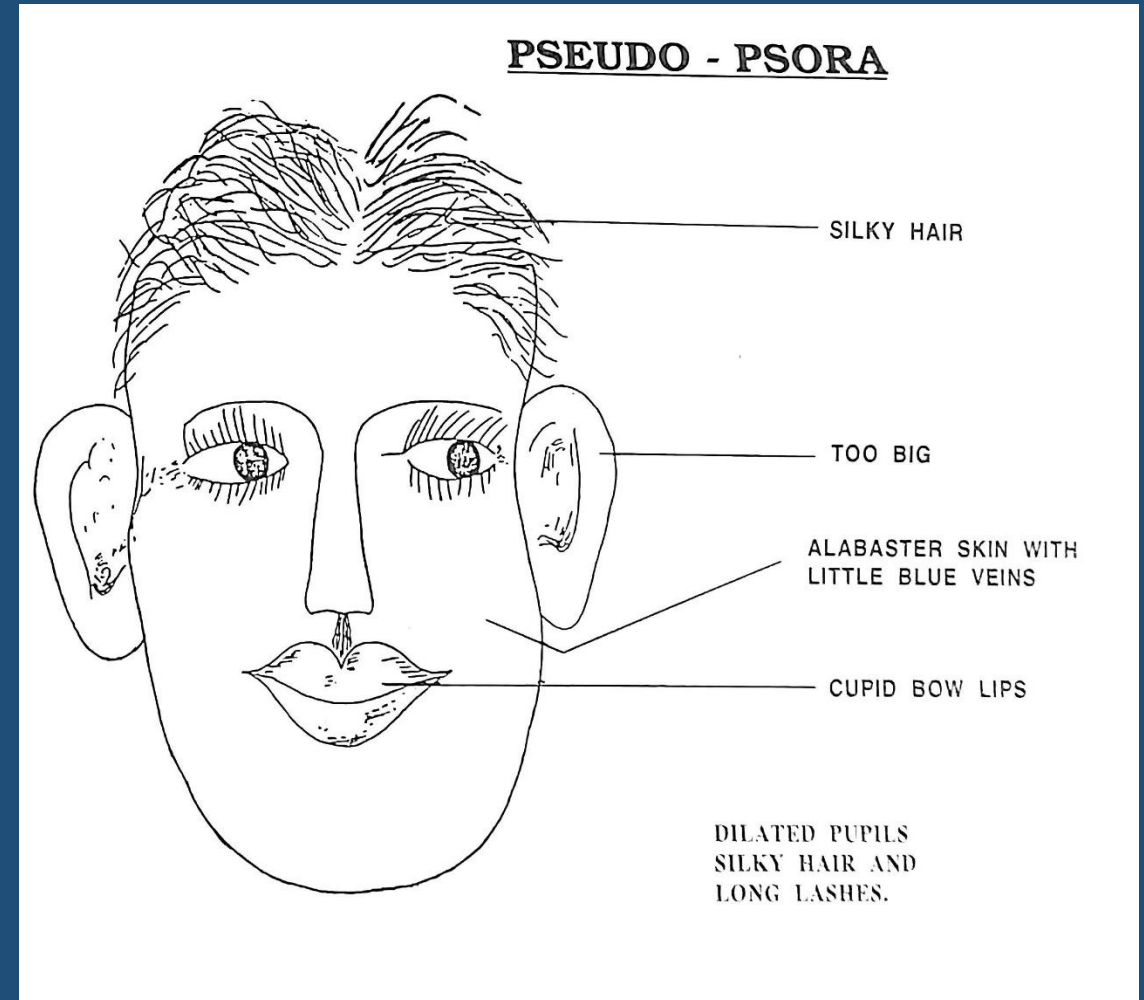 PSEUDO - PSORA
SILKY HAIR
TOO BIG
ALABASTER SKIN WITH
LITTLE BLUE VEINS
CUPID BOW LIPS
DILATED PUPILS
SILKY HAIR AND
LONG LASHES.